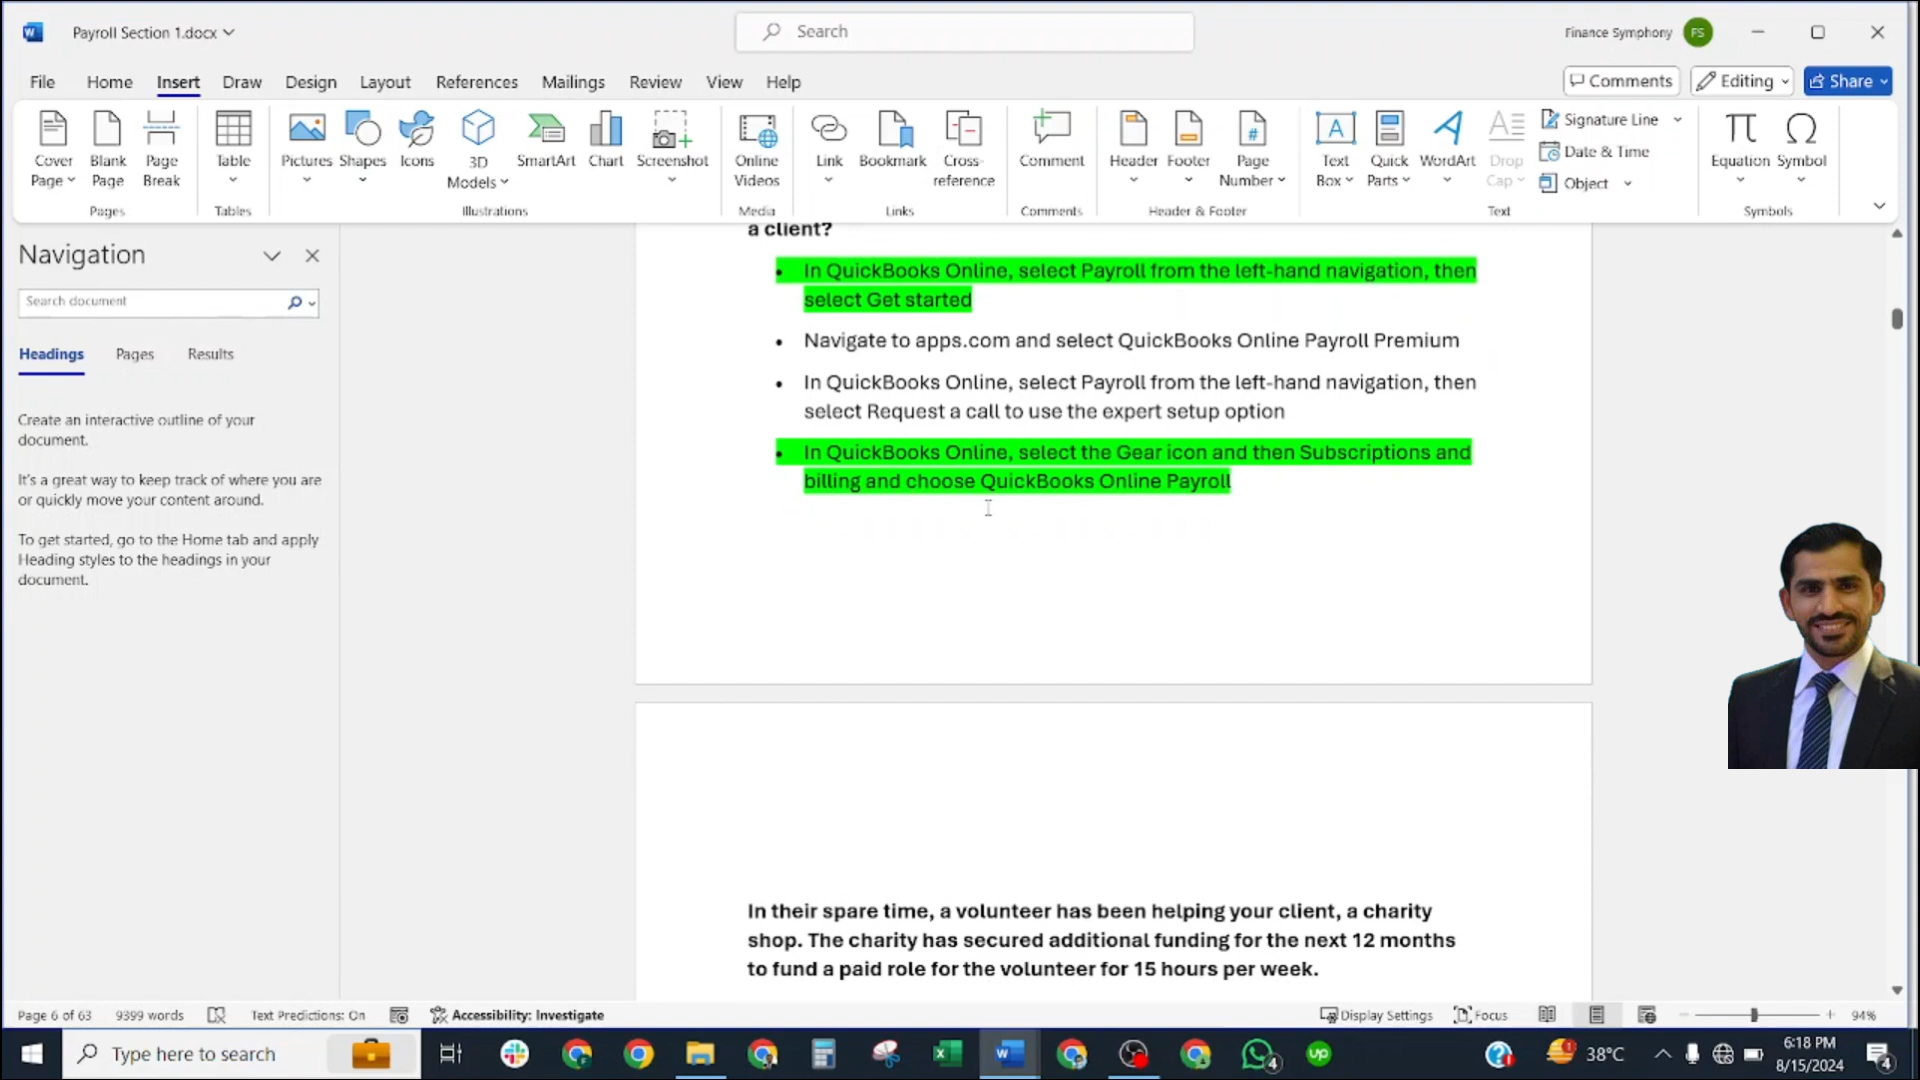 Payroll Section 1.docx
Search
Finance Symphony
FS
File
Home
Insert
Draw
Design
Layout
References
Mailings
Review
View
Help
Comments
Editing
Share
Cover Page
Blank Page
Page Break
Table
Pictures
Shapes
Icons
3D Models
SmartArt
Chart
Screenshot
Online Videos
Link
Bookmark
Cross-reference
Comment
Header
Footer
Page Number
Text Box
Quick Parts
WordArt
Drop Cap
Signature Line
Date & Time
Object
Equation
Symbol
Pages
Tables
Illustrations
Media
Links
Comments
Header & Footer
Text
Symbols
Navigation
Search document
Headings
Pages
Results
Create an interactive outline of your
document.
It's a great way to keep track of where you are
or quickly move your content around.
To get started, go to the Home tab and apply
Heading styles to the headings in your
document.
a client?
• In QuickBooks Online, select Payroll from the left-hand navigation, then
select Get started
• Navigate to apps.com and select QuickBooks Online Payroll Premium
• In QuickBooks Online, select Payroll from the left-hand navigation, then
select Request a call to use the expert setup option
• In QuickBooks Online, select the Gear icon and then Subscriptions and
billing and choose QuickBooks Online Payroll
In their spare time, a volunteer has been helping your client, a charity
shop. The charity has secured additional funding for the next 12 months
to fund a paid role for the volunteer for 15 hours per week.
Page 6 of 63
9399 words
Text Predictions: On
Accessibility: Investigate
Display Settings
Focus
94%
Type here to search
4
up
38°C
6:18 PM
8/15/2024
4